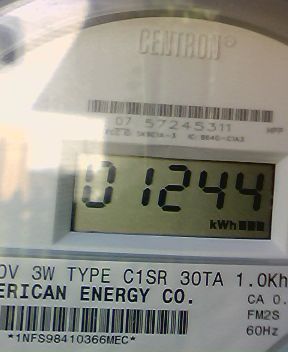 CENTRON®
07 57245311
01244
kWh
0V 3W TYPE C1SR 30TA 1.0Kh
ERICAN ENERGY CO.
CA 0.
FM2S
60Hz
*1NFS98410366MEC*